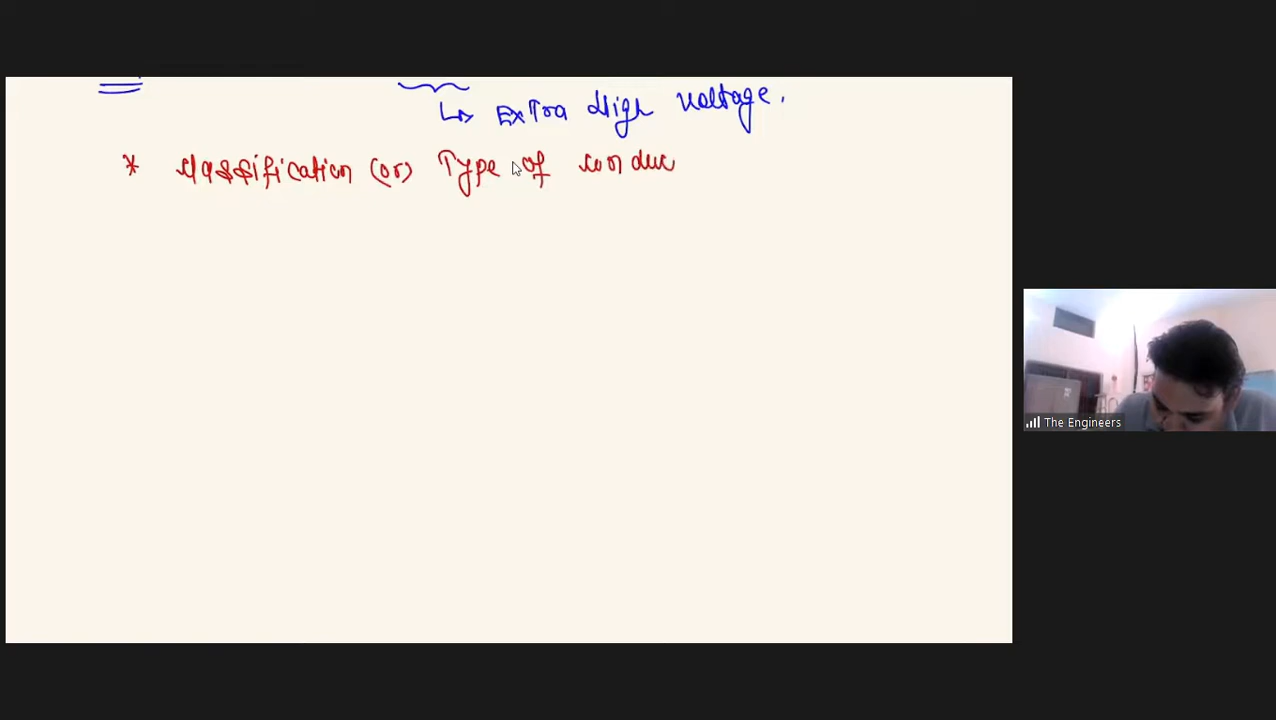 ↳ Extra High Voltage.
* Classification (or) Type of conduc
The Engineers